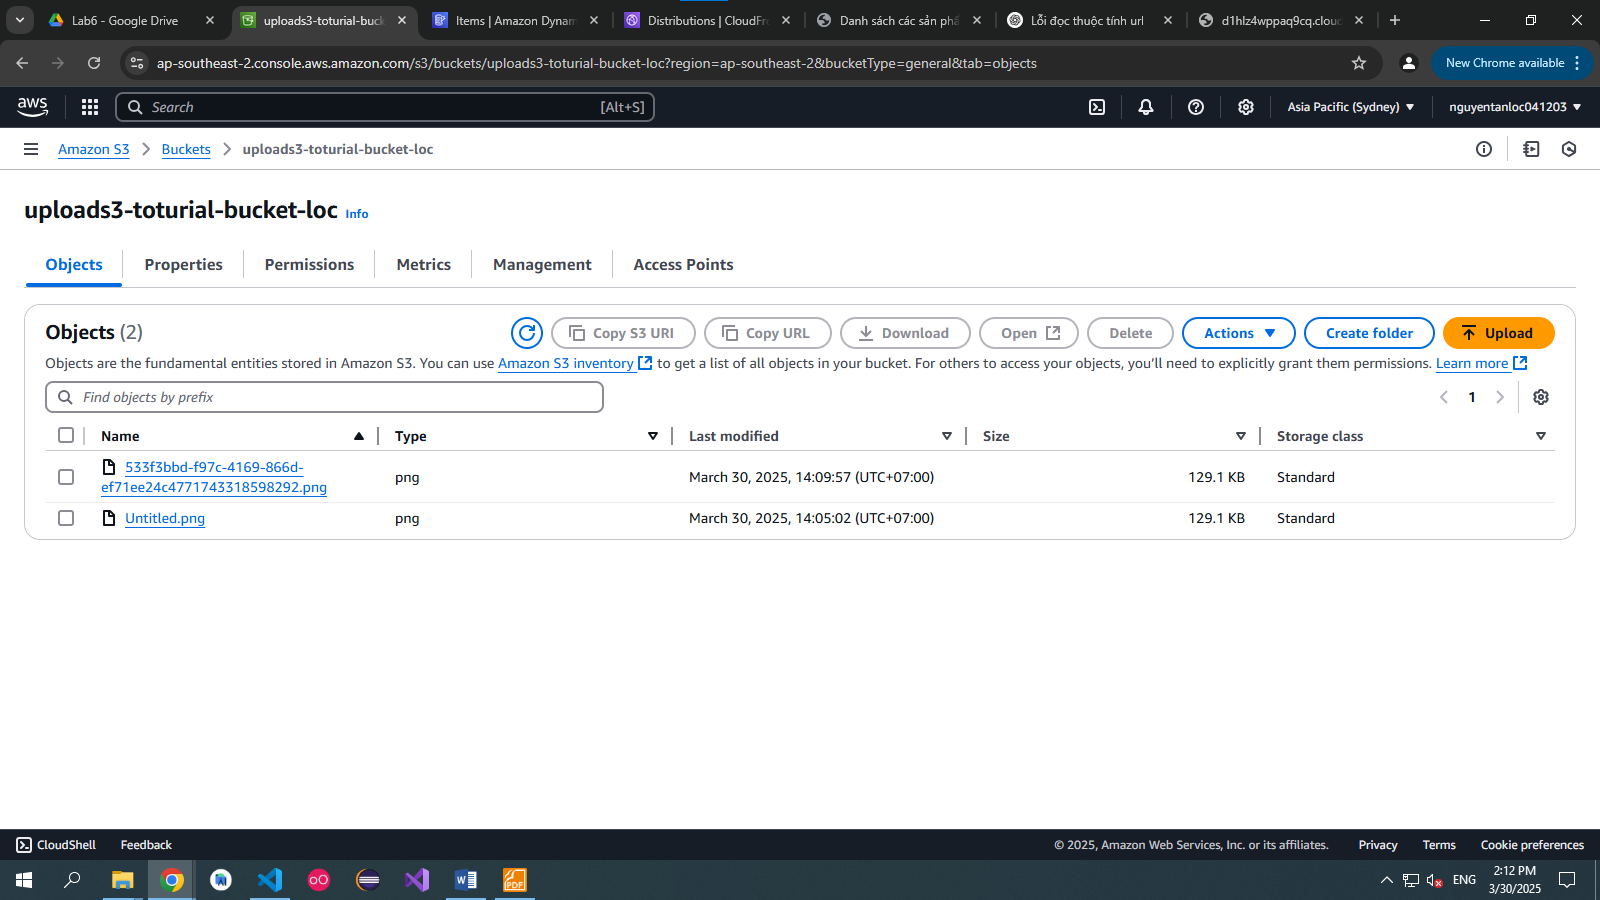 Lab6 - Google Drive
uploads3-toturial-buck
Items | Amazon Dynam
Distributions | CloudFr
Danh sách các sản phẩ
Lỗi đọc thuộc tính url
d1hlz4wppaq9cq.clouc
ap-southeast-2.console.aws.amazon.com/s3/buckets/uploads3-toturial-bucket-loc?region=ap-southeast-2&bucketType=general&tab=objects
New Chrome available
aws
Search
[Alt+S]
Asia Pacific (Sydney)
nguyentanloc041203
Amazon S3
Buckets
uploads3-toturial-bucket-loc
uploads3-toturial-bucket-loc Info
Objects
Properties
Permissions
Metrics
Management
Access Points
Objects (2)
Copy S3 URI
Copy URL
Download
Open
Delete
Actions
Create folder
Upload
Objects are the fundamental entities stored in Amazon S3. You can use Amazon S3 inventory to get a list of all objects in your bucket. For others to access your objects, you'll need to explicitly grant them permissions. Learn more
Find objects by prefix
1
Name
Type
Last modified
Size
Storage class
533f3bbd-f97c-4169-866d-
ef71ee24c4771743318598292.png
png
March 30, 2025, 14:09:57 (UTC+07:00)
129.1 KB
Standard
Untitled.png
png
March 30, 2025, 14:05:02 (UTC+07:00)
129.1 KB
Standard
CloudShell
Feedback
© 2025, Amazon Web Services, Inc. or its affiliates.
Privacy
Terms
Cookie preferences
PDF
ENG
2:12 PM
3/30/2025